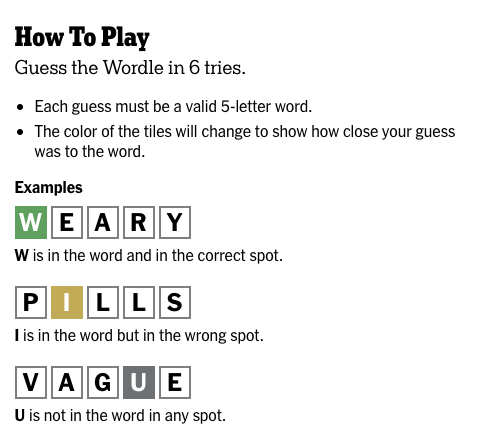 How To Play
Guess the Wordle in 6 tries.
• Each guess must be a valid 5-letter word.
• The color of the tiles will change to show how close your guess
was to the word.
Examples
W E A R Y
W is in the word and in the correct spot.
P I L L S
I is in the word but in the wrong spot.
V A G U E
U is not in the word in any spot.